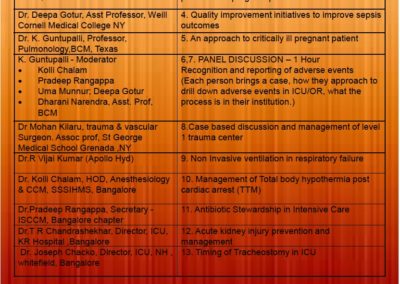 Dr. Deepa Gotur, Asst Professor, Weill
Cornell Medical College NY
4. Quality improvement initiatives to improve sepsis
outcomes
Dr. K. Guntupalli, Professor,
Pulmonology,BCM, Texas
5. An approach to critically ill pregnant patient
K. Guntupalli - Moderator
• Kolli Chalam
• Pradeep Rangappa
• Uma Munnur; Deepa Gotur
• Dharani Narendra, Asst. Prof,
BCM
6,7. PANEL DISCUSSION – 1 Hour
Recognition and reporting of adverse events
(Each person brings a case, how they approach to
drill down adverse events in ICU/OR, what the
process is in their institution.)
Dr Mohan Kilaru, trauma & vascular
Surgeon. Assoc prof, St George
Medical School Grenada ,NY
8.Case based discussion and management of level
1 trauma center
Dr.R Vijai Kumar (Apollo Hyd)
9. Non Invasive ventilation in respiratory failure
Dr. Kolli Chalam, HOD, Anesthesiology
& CCM, SSSIHMS, Bangalore
10. Management of Total body hypothermia post
cardiac arrest (TTM)
Dr.Pradeep Rangappa, Secretary -
ISCCM, Bangalore chapter
11. Antibiotic Stewardship in Intensive Care
Dr.T R Chandrashekhar, Director, ICU,
KR Hospital ,Bangalore
12. Acute kidney injury prevention and
management
Dr. Joseph Chacko, Director, ICU, NH ,
whitefield, Bangalore
13. Timing of Tracheostomy in ICU